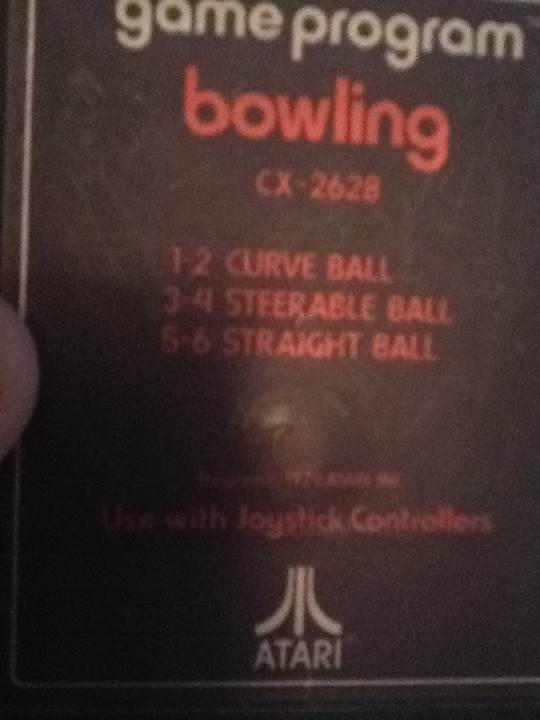 game program
bowling
CX-2628
1-2 CURVE BALL
3-4 STEERABLE BALL
5-6 STRAIGHT BALL
Use with Joystick Controllers
ATARI